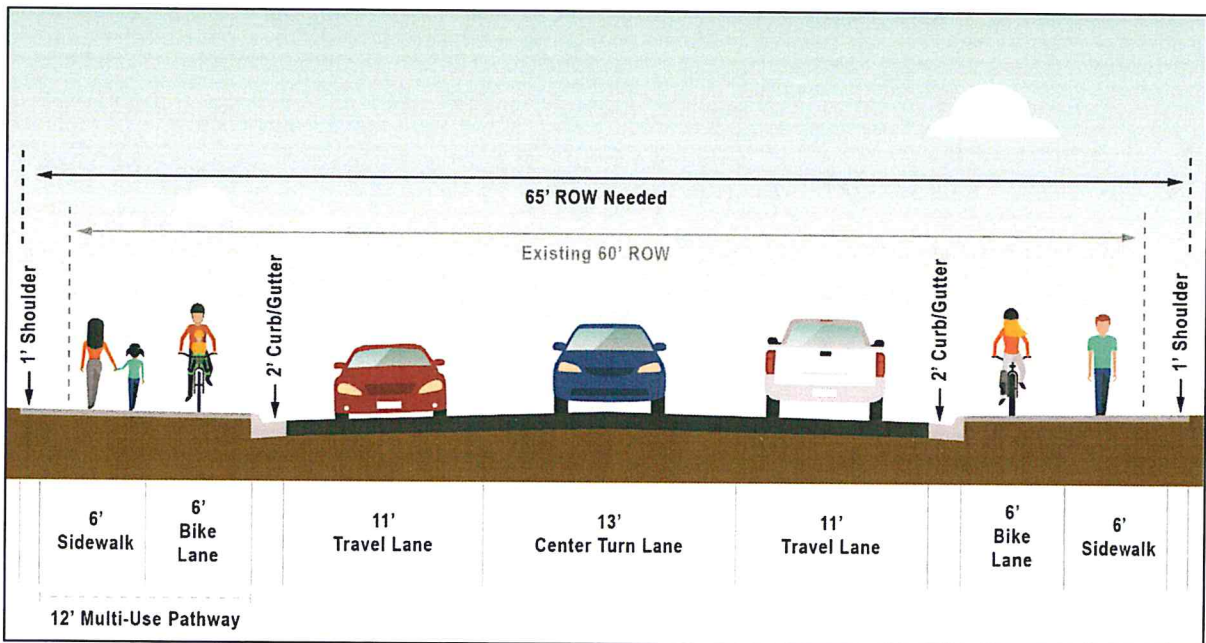 65' ROW Needed
Existing 60' ROW
1' Shoulder
2' Curb/Gutter
2' Curb/Gutter
1' Shoulder
6'
Sidewalk
6'
Bike
Lane
11'
Travel Lane
13'
Center Turn Lane
11'
Travel Lane
6'
Bike
Lane
6'
Sidewalk
12' Multi-Use Pathway